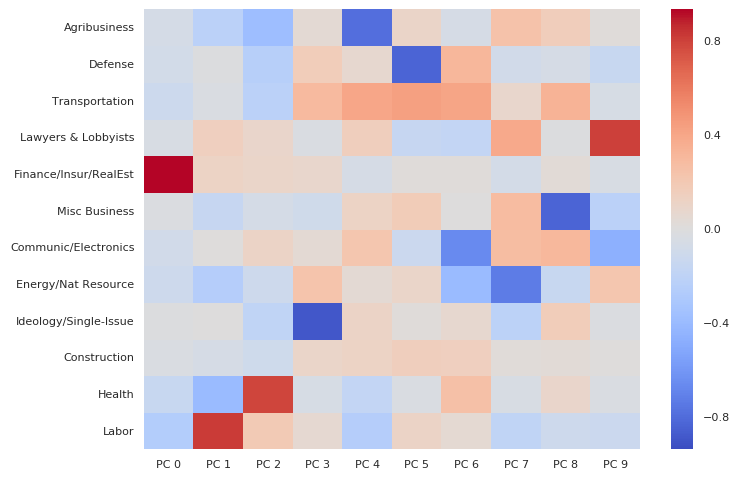 Agribusiness
Defense
Transportation
Lawyers & Lobbyists
Finance/Insur/RealEst
Misc Business
Communic/Electronics
Energy/Nat Resource
Ideology/Single-Issue
Construction
Health
Labor
PC 0 PC 1 PC 2 PC 3 PC 4 PC 5 PC 6 PC 7 PC 8 PC 9
0.8
0.4
0.0
−0.4
−0.8